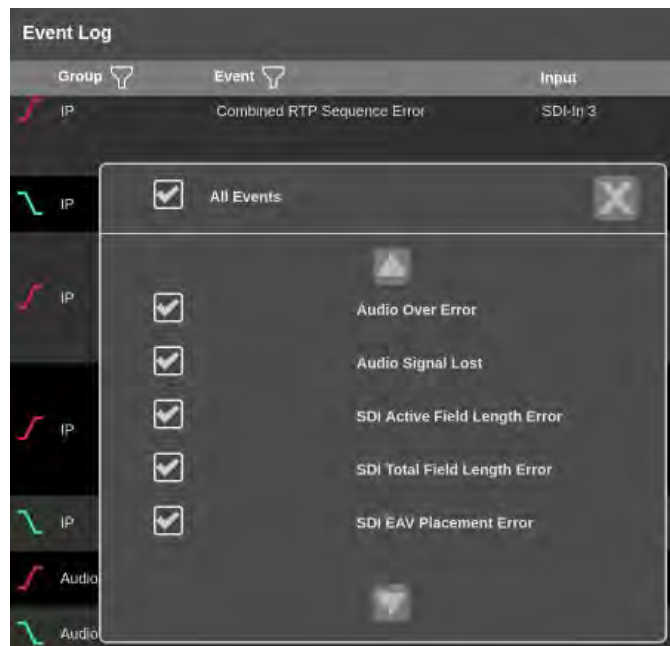 Event Log
Group Event Input
IP Combined RTP Sequence Error SDI-In 3
IP
All Events
IP
Audio Over Error
Audio Signal Lost
SDI Active Field Length Error
IP
SDI Total Field Length Error
IP
SDI EAV Placement Error
Audio
Audio